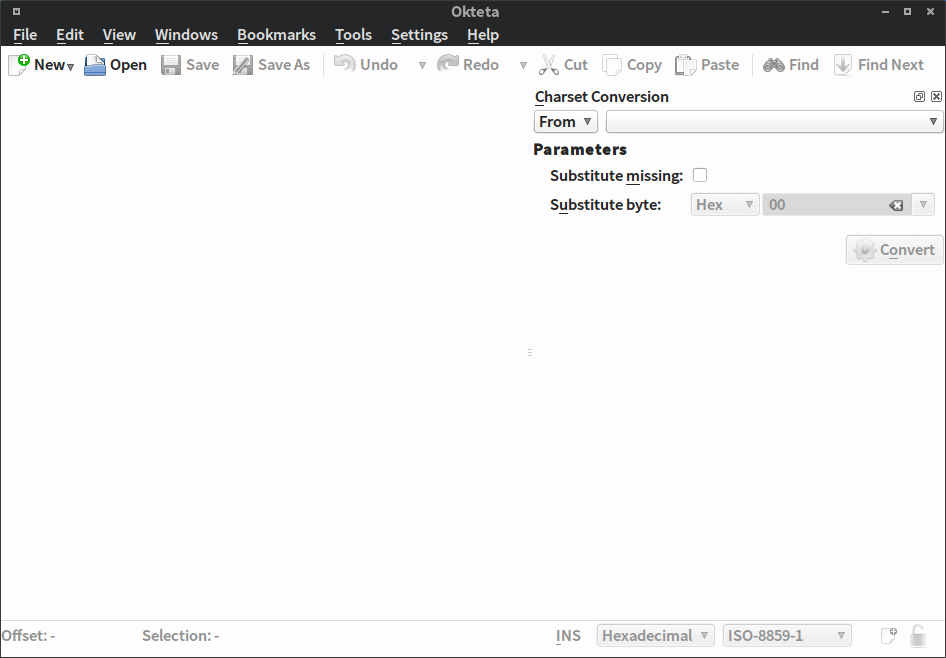 Okteta
File Edit View Windows Bookmarks Tools Settings Help
New Open Save Save As Undo Redo Cut Copy Paste Find Find Next
Charset Conversion
From
Parameters
Substitute missing:
Substitute byte: Hex 00
Convert
Offset: - Selection: - INS Hexadecimal ISO-8859-1